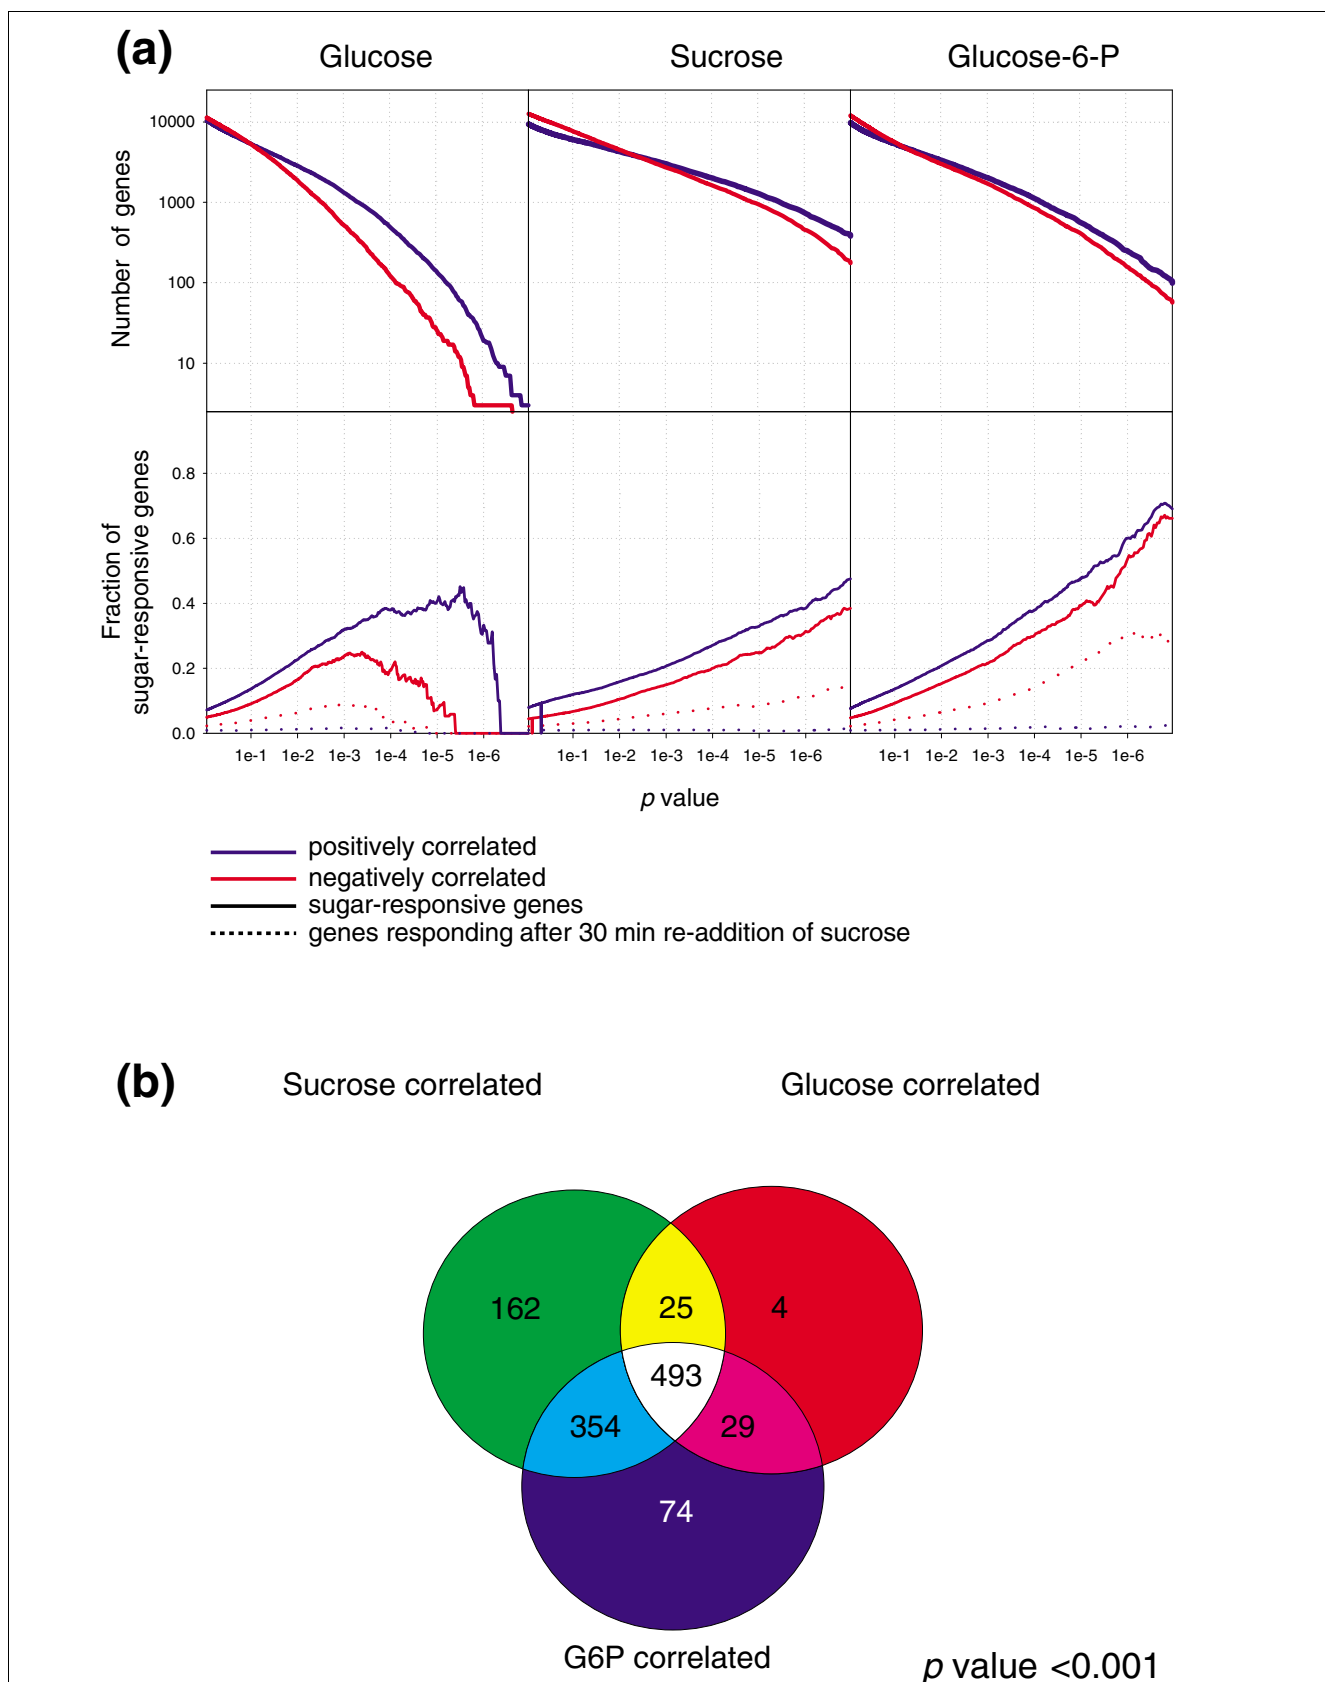 (a)
Glucose
Sucrose
Glucose-6-P
Number of genes
10000
1000
100
10
Fraction of
sugar-responsive genes
0.8
0.6
0.4
0.2
0.0
1e-1 1e-2 1e-3 1e-4 1e-5 1e-6
1e-1 1e-2 1e-3 1e-4 1e-5 1e-6
1e-1 1e-2 1e-3 1e-4 1e-5 1e-6
p value
positively correlated
negatively correlated
sugar-responsive genes
genes responding after 30 min re-addition of sucrose
(b)
Sucrose correlated
Glucose correlated
162
25
4
493
354
29
74
G6P correlated
p value <0.001